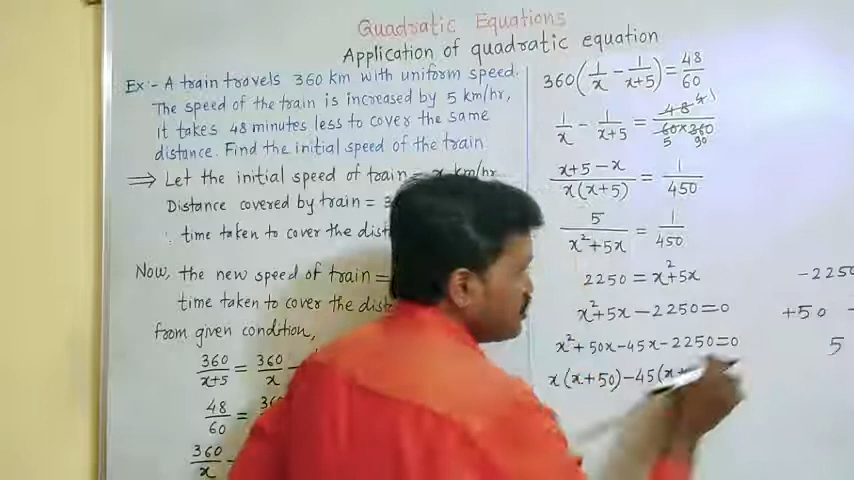 Quadratic Equations
Application of quadratic equation
Ex:- A train travels 360 km with uniform speed.
The speed of the train is increased by 5 km/hr,
it takes 48 minutes less to cover the same
distance. Find the initial speed of the train.
⟹ Let the initial speed of train = x km/hr
Distance covered by train = 3
∴ time taken to cover the dist
Now, the new speed of train =
time taken to cover the dist
from given condition,
360/(x+5) = 360/x
48/60 = 36
360/x -
360(1/x - 1/(x+5)) = 48/60
1/x - 1/(x+5) = 48/(60×360) 4 1 5 90
(x+5-x)/(x(x+5)) = 1/450
5/(x²+5x) = 1/450
2250 = x²+5x
x²+5x-2250=0
x²+50x-45x-2250=0
x(x+50)-45(x+
-2250
+50 -
5